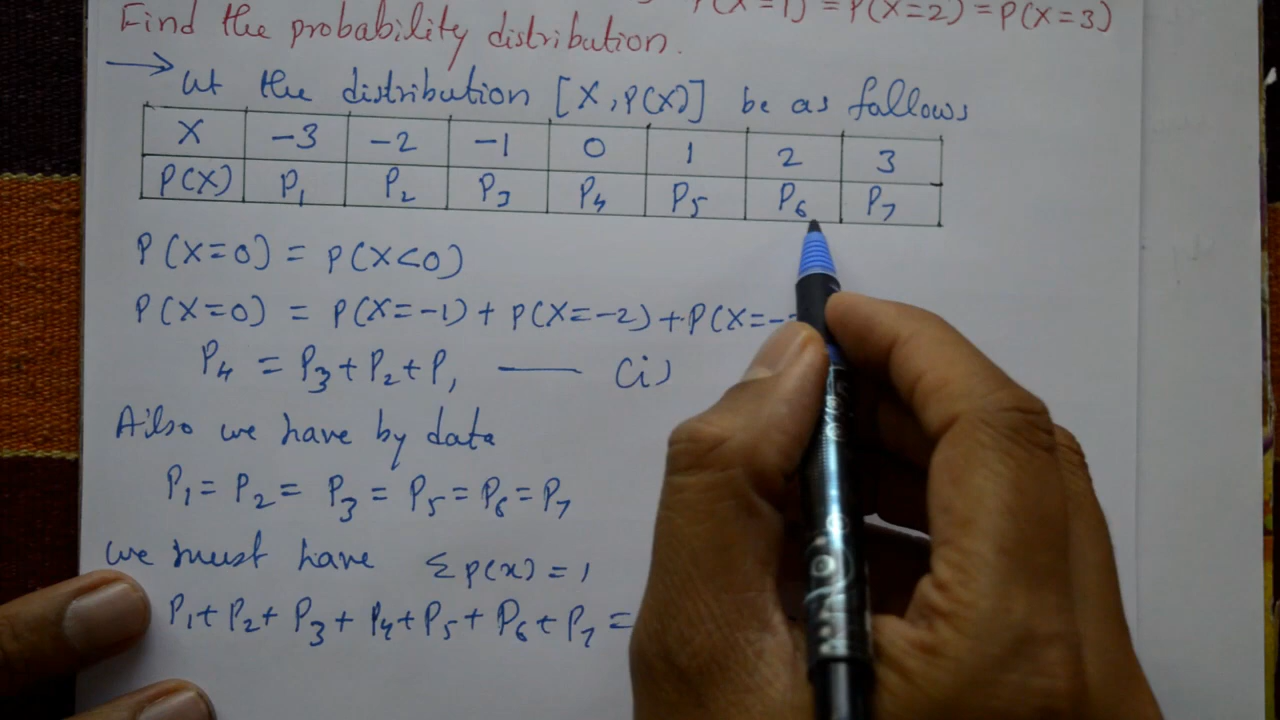 P(X=1) = P(X=2) = P(X=3)
Find the probability distribution.
→ Let the distribution [X, P(X)] be as follows
X -3 -2 -1 0 1 2 3
P(X) P₁ P₂ P₃ P₄ P₅ P₆ P₇
P(X=0) = P(X<0)
P(X=0) = P(X=-1) + P(X=-2) + P(X=-
P₄ = P₃ + P₂ + P₁ —— (i)
Also we have by data
P₁ = P₂ = P₃ = P₅ = P₆ = P₇
we must have Σ P(x) = 1
P₁ + P₂ + P₃ + P₄ + P₅ + P₆ + P₇ =